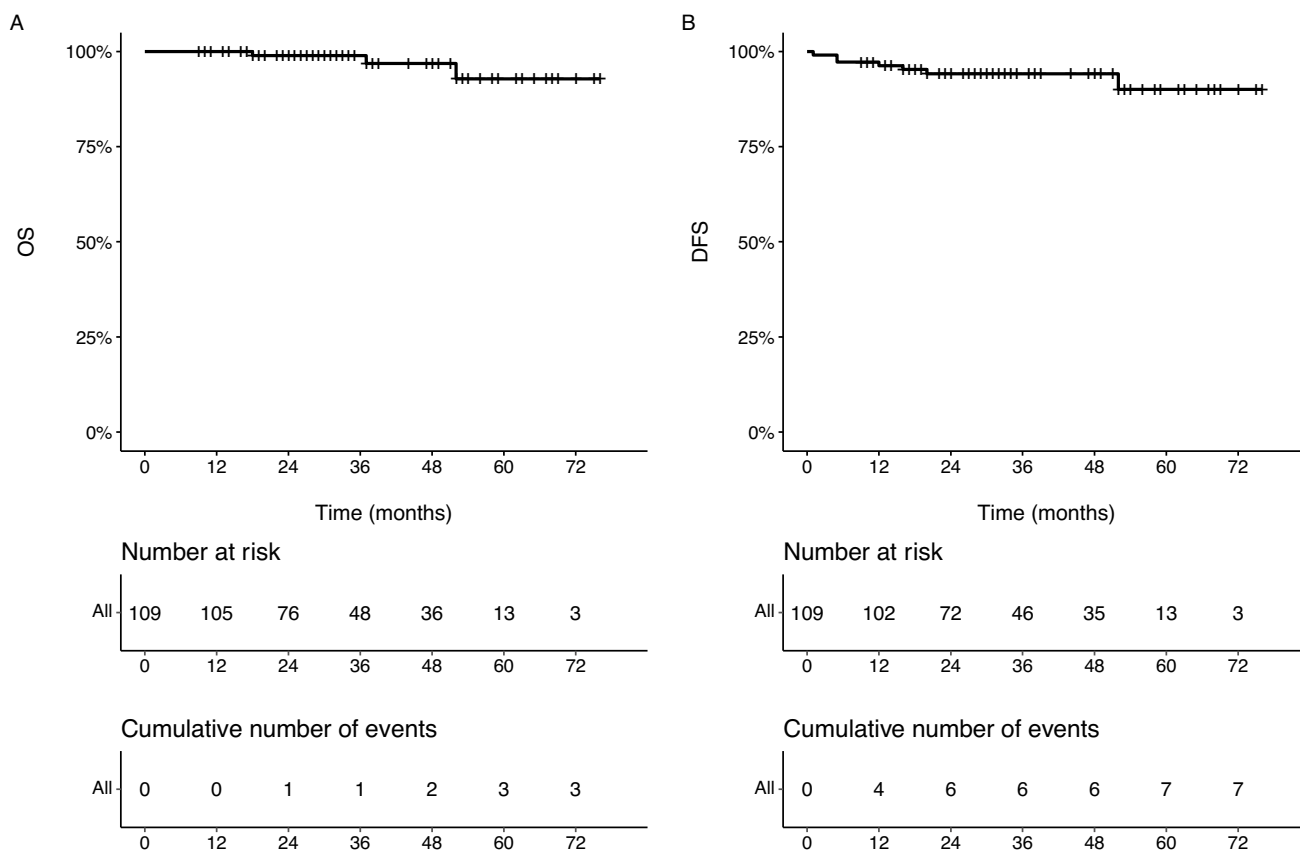 A
100%
75%
50%
25%
0%
OS
0 12 24 36 48 60 72
Time (months)
Number at risk
All 109 105 76 48 36 13 3
0 12 24 36 48 60 72
Cumulative number of events
All 0 0 1 1 2 3 3
0 12 24 36 48 60 72
B
100%
75%
50%
25%
0%
DFS
0 12 24 36 48 60 72
Time (months)
Number at risk
All 109 102 72 46 35 13 3
0 12 24 36 48 60 72
Cumulative number of events
All 0 4 6 6 6 7 7
0 12 24 36 48 60 72